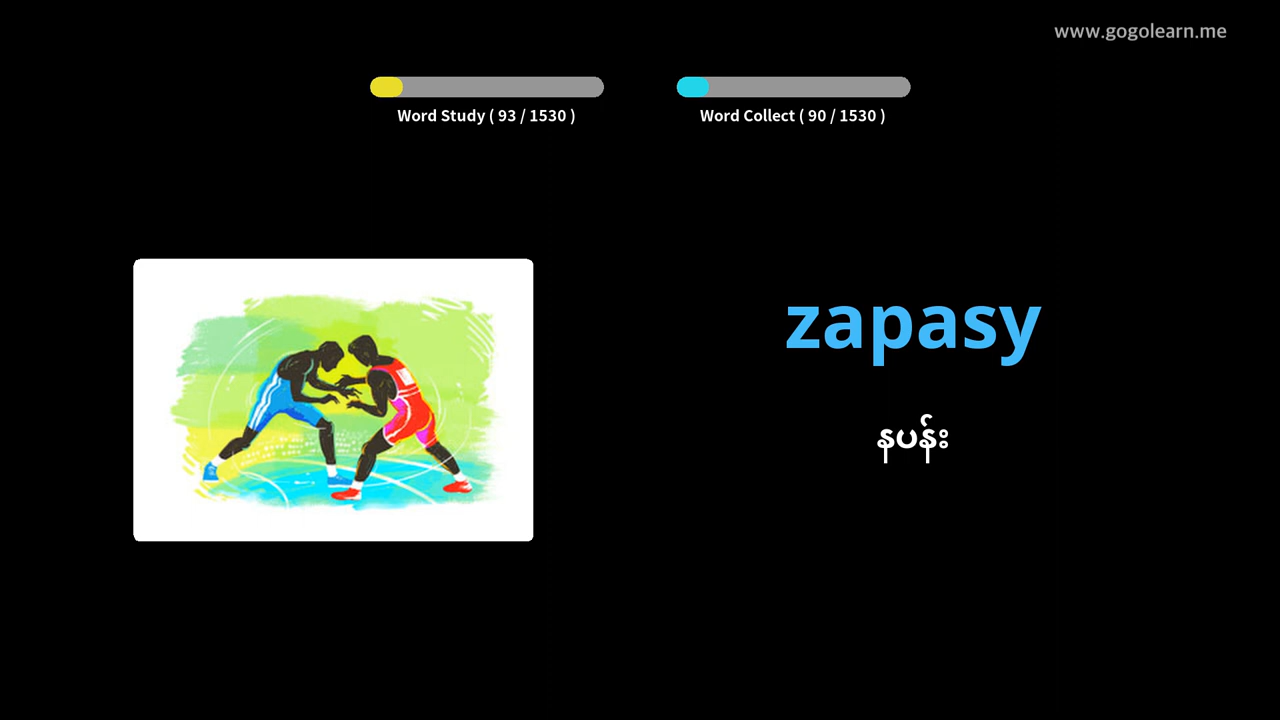 www.gogolearn.me
Word Study ( 93 / 1530 )
Word Collect ( 90 / 1530 )
zapasy
နပန်း